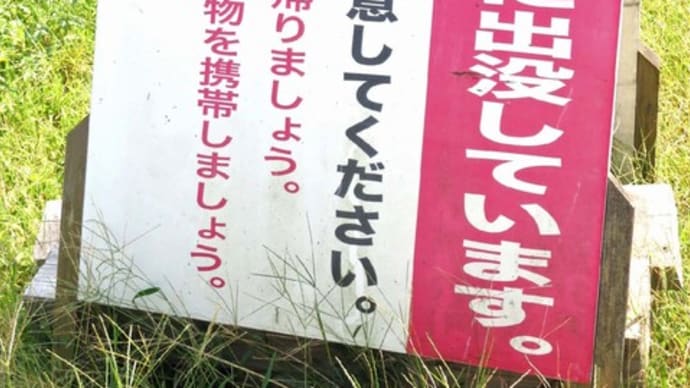 に出没しています。
意してください。
帰りましょう。
物を携帯しましょう。